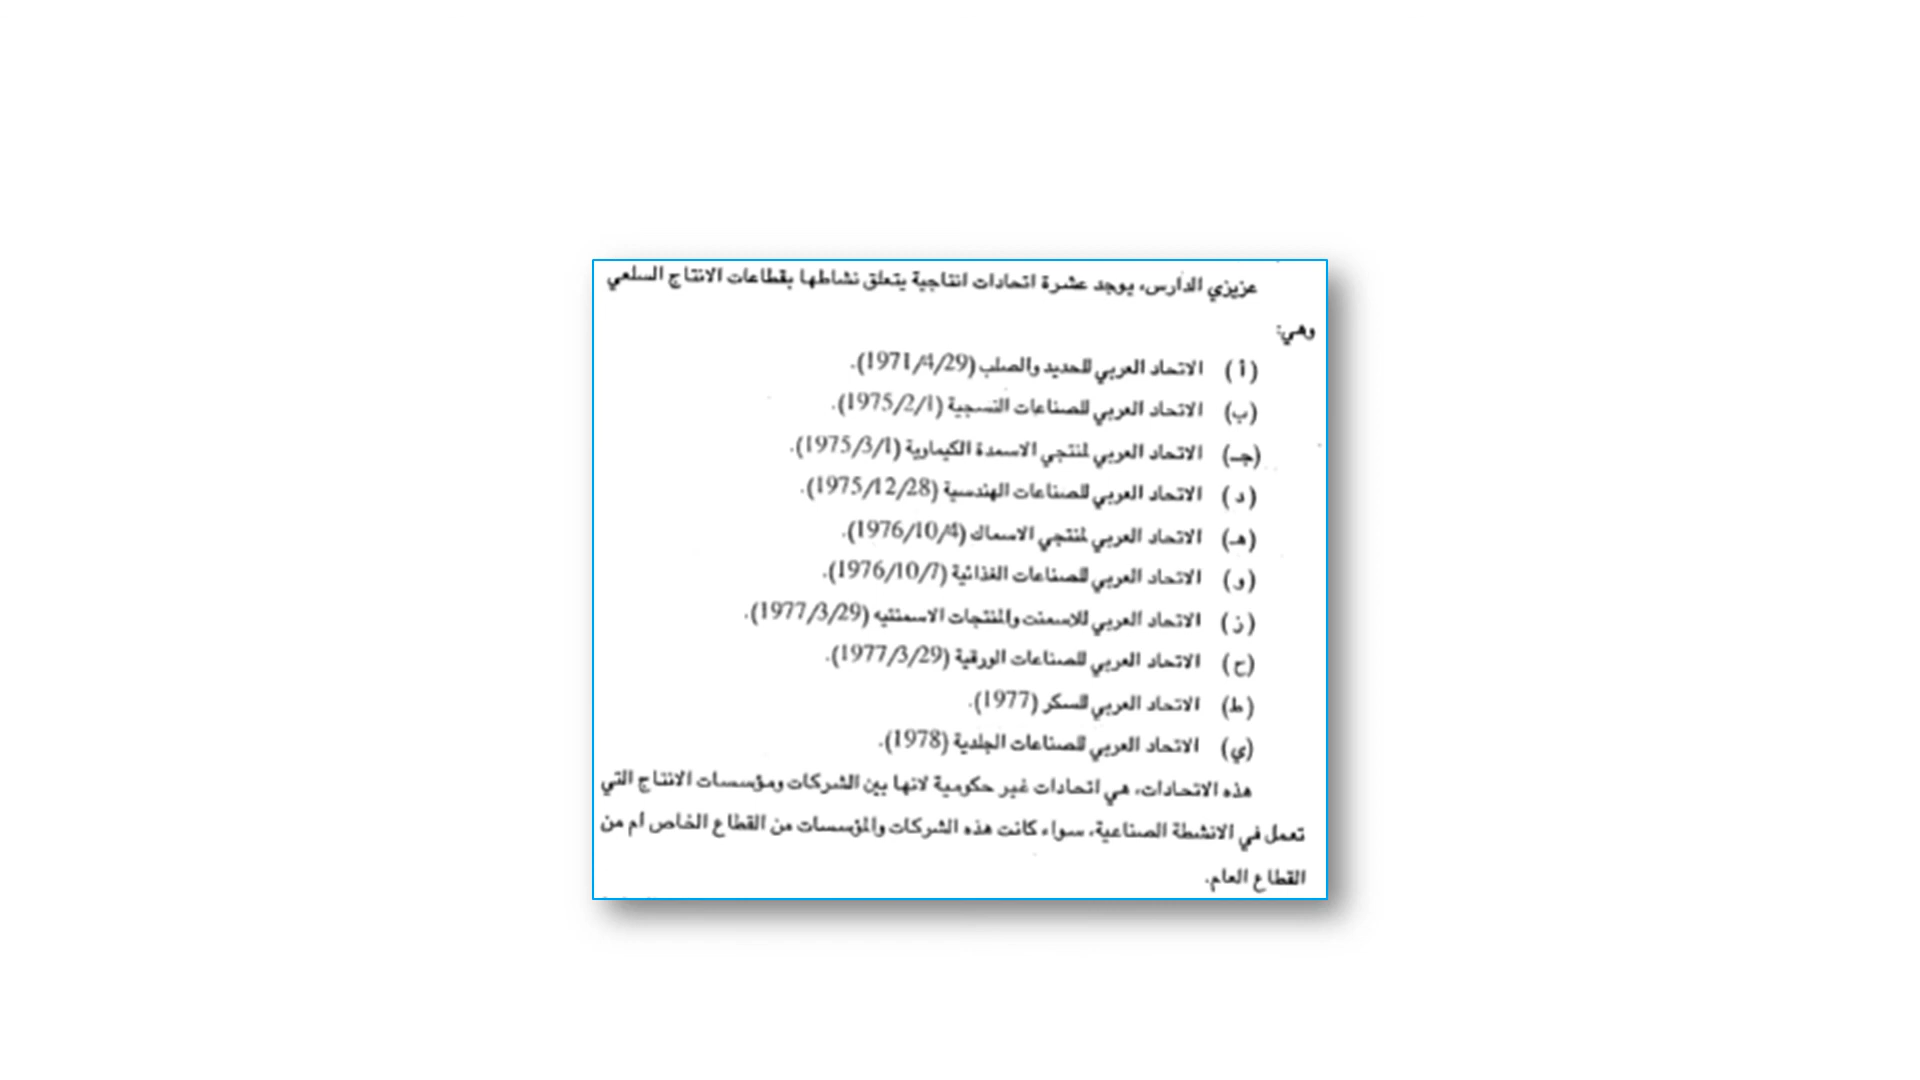 عزيزي الدارس، يوجد عشرة اتحادات انتاجية يتعلق نشاطها بقطاعات الانتاج السلعي
وهي:
(أ) الاتحاد العربي للحديد والصلب (1971/4/29).
(ب) الاتحاد العربي للصناعات النسجية (1975/2/1).
(جـ) الاتحاد العربي لمنتجي الاسمدة الكيماوية (1975/3/1).
(د) الاتحاد العربي للصناعات الهندسية (1975/12/28).
(هـ) الاتحاد العربي لمنتجي الاسماك (1976/10/4).
(و) الاتحاد العربي للصناعات الغذائية (1976/10/7).
(ز) الاتحاد العربي للاسمنت والمنتجات الاسمنتيه (1977/3/29).
(ح) الاتحاد العربي للصناعات الورقية (1977/3/29).
(ط) الاتحاد العربي للسكر (1977).
(ي) الاتحاد العربي للصناعات الجلدية (1978).
هذه الاتحادات، هي اتحادات غير حكومية لانها بين الشركات ومؤسسات الانتاج التي
تعمل في الانشطة الصناعية، سواء كانت هذه الشركات والمؤسسات من القطاع الخاص ام من
القطاع العام.